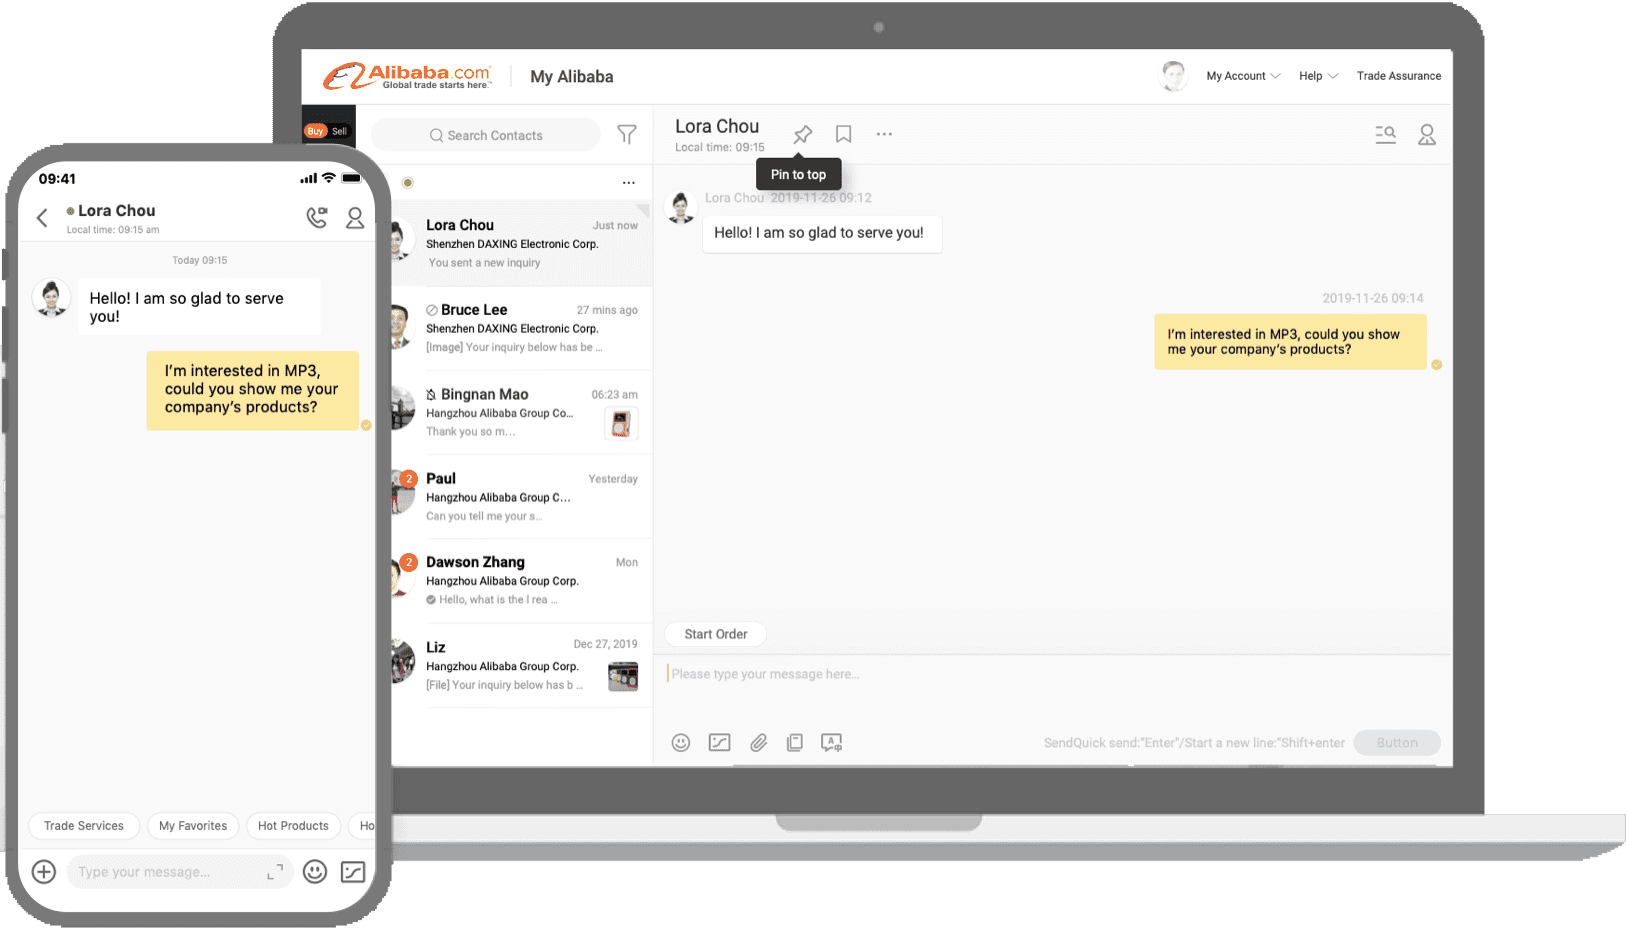 Alibaba.com
Global trade starts here.™
My Alibaba
My Account
Help
Trade Assurance
Buy
Sell
Search Contacts
Lora Chou
Local time: 09:15
Pin to top
Lora Chou
Just now
Shenzhen DAXING Electronic Corp.
You sent a new inquiry
Bruce Lee
27 mins ago
Shenzhen DAXING Electronic Corp.
[Image] Your inquiry below has be ...
Bingnan Mao
06:23 am
Hangzhou Alibaba Group Co...
Thank you so m...
2
Paul
Yesterday
Hangzhou Alibaba Group C...
Can you tell me your s...
2
Dawson Zhang
Mon
Hangzhou Alibaba Group Corp.
Hello, what is the l rea ...
Liz
Dec 27, 2019
Hangzhou Alibaba Group Corp.
[File] Your inquiry below has b ...
Lora Chou 2019-11-26 09:12
Hello! I am so glad to serve you!
2019-11-26 09:14
I'm interested in MP3, could you show
me your company's products?
Start Order
Please type your message here...
SendQuick send:"Enter"/Start a new line:"Shift+enter
Button
09:41
Lora Chou
Local time: 09:15 am
Today 09:15
Hello! I am so glad to serve
you!
I'm interested in MP3,
could you show me your
company's products?
Trade Services
My Favorites
Hot Products
Ho
Type your message...